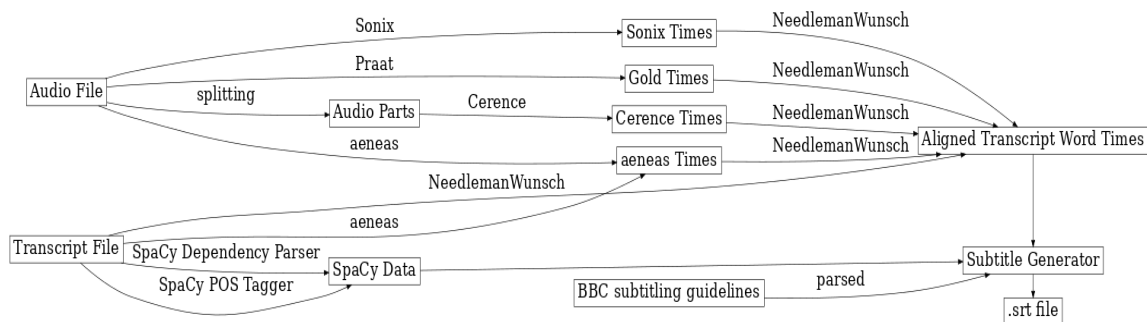 Sonix
NeedlemanWunsch
Sonix Times
Praat
NeedlemanWunsch
Audio File
Gold Times
splitting
Audio Parts
Cerence
Cerence Times
NeedlemanWunsch
Aligned Transcript Word Times
aeneas
aeneas Times
NeedlemanWunsch
NeedlemanWunsch
aeneas
Transcript File
SpaCy Dependency Parser
SpaCy Data
SpaCy POS Tagger
Subtitle Generator
BBC subtitling guidelines
parsed
.srt file